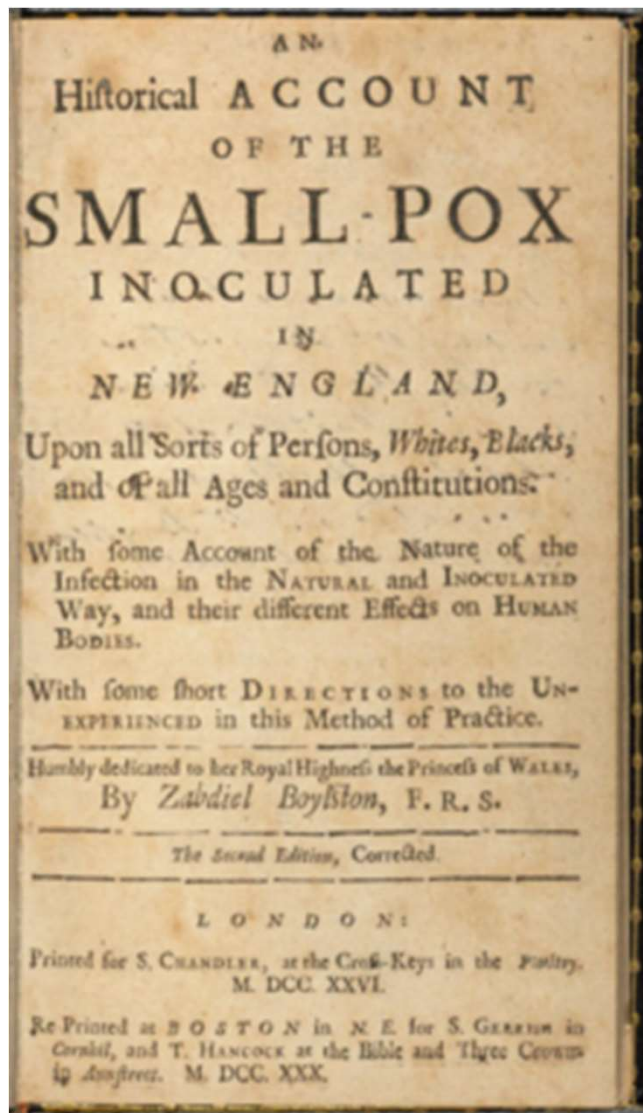 AN
Hiſtorical ACCOUNT
OF THE
SMALL-POX
INOCULATED
IN
NEW ENGLAND,
Upon all Sorts of Perſons, Whites, Blacks,
and of all Ages and Conſtitutions.
With ſome Account of the Nature of the
Infection in the NATURAL and INOCULATED
Way, and their different Effects on HUMAN
BODIES.
With ſome ſhort DIRECTIONS to the UN-
EXPERIENCED in this Method of Practice.
Humbly dedicated to her Royal Highneſs the Princeſs of WALES,
By Zabdiel Boylſton, F. R. S.
The Second Edition, Corrected.
LONDON:
Printed for S. CHANDLER, at the Croſs-Keys in the Poultry.
M. DCC. XXVI.
Re-Printed at BOSTON in N. E. for S. GERRISH in
Cornhil, and T. HANCOCK at the Bible and Three Crowns
in Annſtreet. M. DCC. XXX.